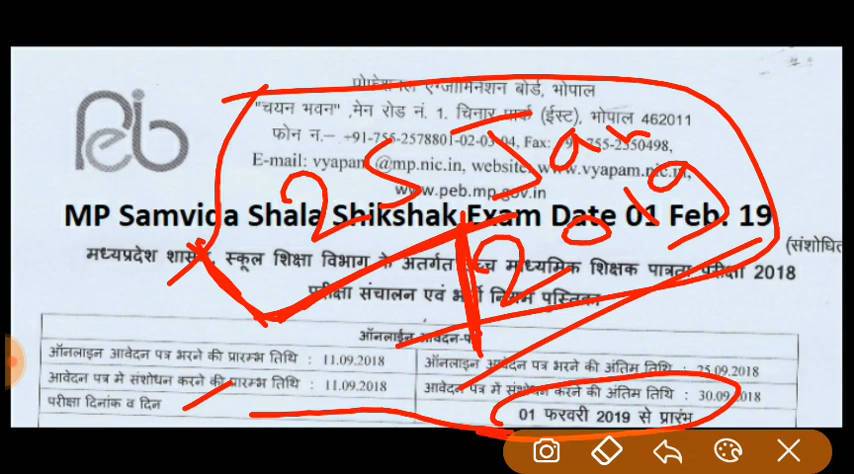 peb
प्रोफेशनल एग्जामिनेशन बोर्ड, भोपाल
"चयन भवन" ,मेन रोड नं. 1. चिनार पार्क (ईस्ट), भोपाल 462011
फोन न.– +91-755-2578801-02-03-04, Fax: +91-755-2550498,
E-mail: vyapam@mp.nic.in, website: www.vyapam.nic.in,
www.peb.mp.gov.in
25 Jan
2019
MP Samvida Shala Shikshak Exam Date 01 Feb. 19
(संशोधि
मध्यप्रदेश शासन, स्कूल शिक्षा विभाग के अतर्गत उच्च माध्यमिक शिक्षक पात्रता परीक्षा 2018
परीक्षा संचालन एवं भर्ती नियम पुस्तिका
ऑनलाईन आवेदन-प
ऑनलाइन आवेदन पत्र भरने की प्रारम्भ तिथि : 11.09.2018 ऑनलाइन आवेदन पत्र भरने की अंतिम तिथि : 25.09.2018
आवेदन पत्र में संशोधन करने की प्रारम्भ तिथि : 11.09.2018 आवेदन पत्र में संशोधन करने की अंतिम तिथि : 30.09.2018
परीक्षा दिनांक व दिन 01 फरवरी 2019 से प्रारंभ